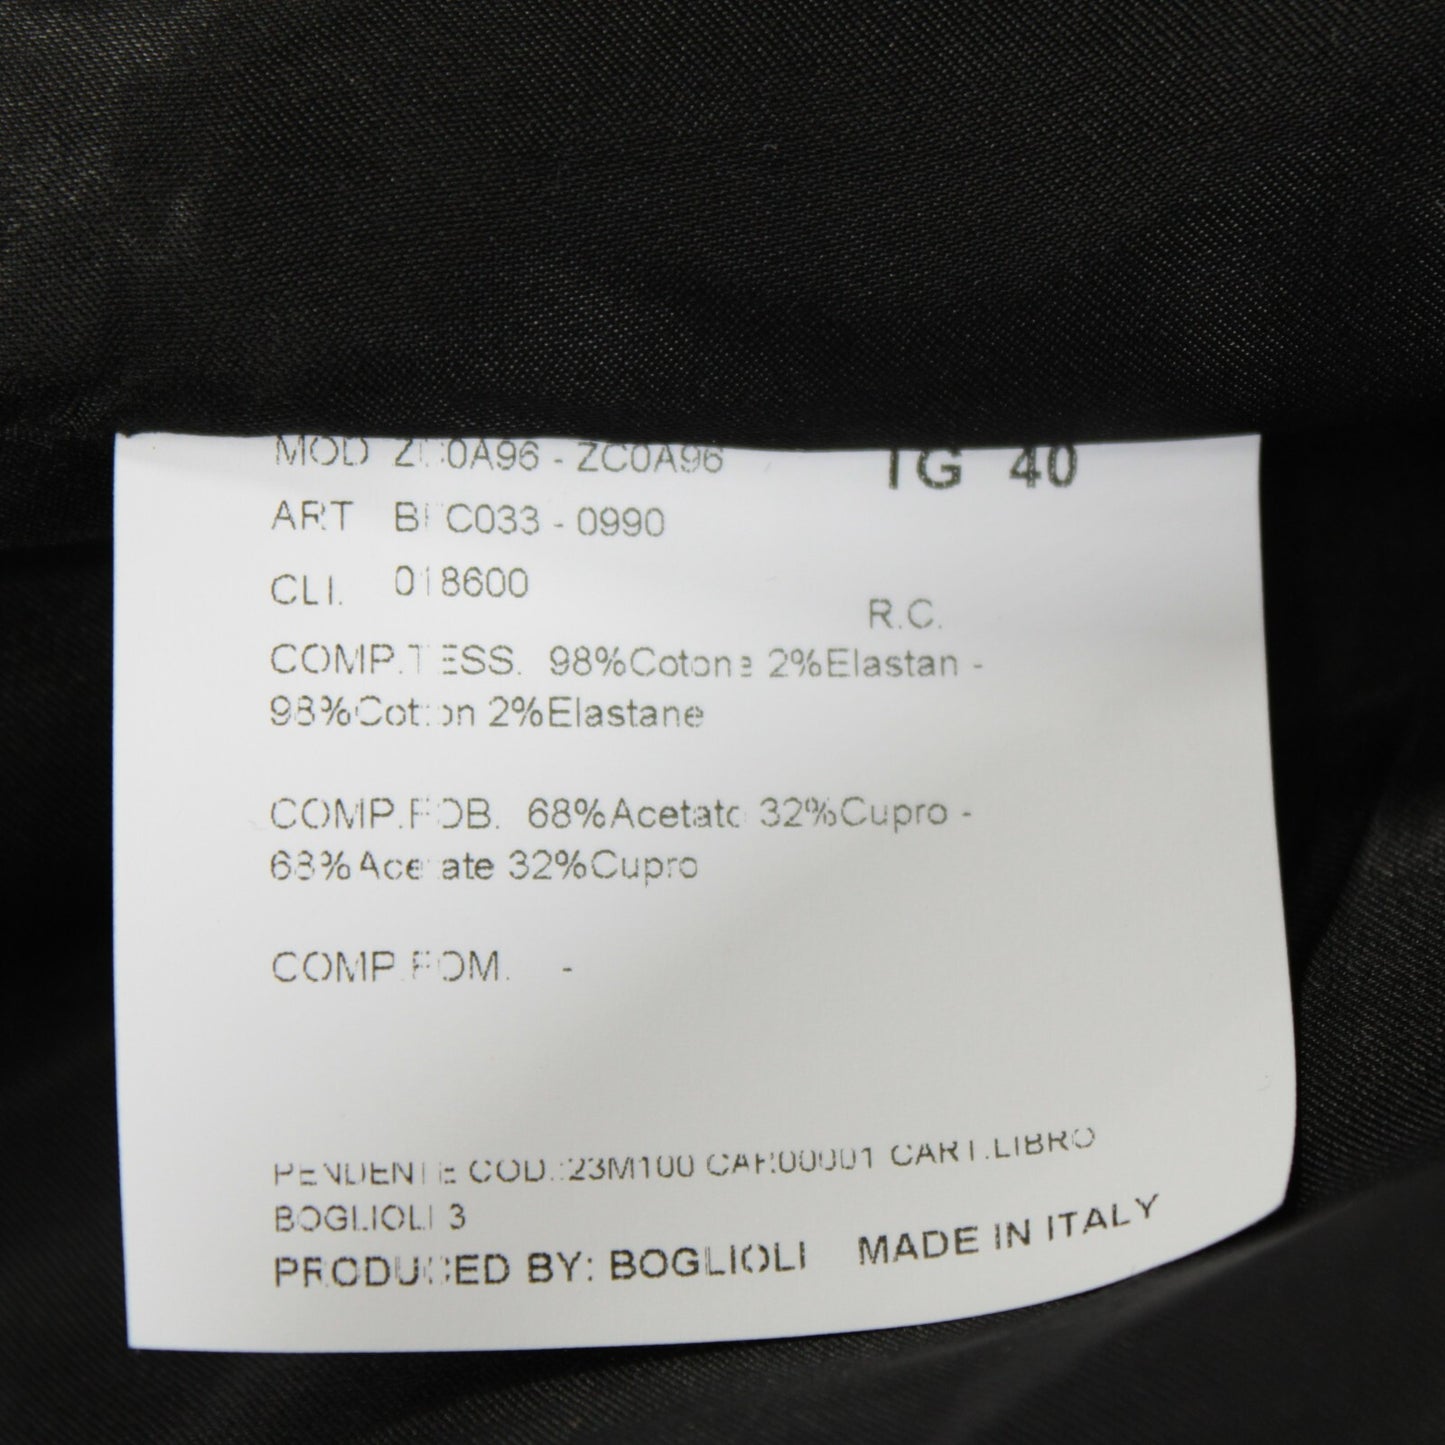 MOD ZC0A96 - ZC0A96 TG 40
ART - 0990
CLI. 018600
R.C.
COMP.TESS. 98%Cotone 2%Elastan -
98%Cotton 2%Elastane
COMP.FOB. 68%Acetato 32%Cupro -
68%Acetate 32%Cupro
COMP.FOM. -
PENDENTE COD.:23M100 CAR:00001 CART.LIBRO
BOGLIOLI 3
PRODUCED BY: BOGLIOLI MADE IN ITALY